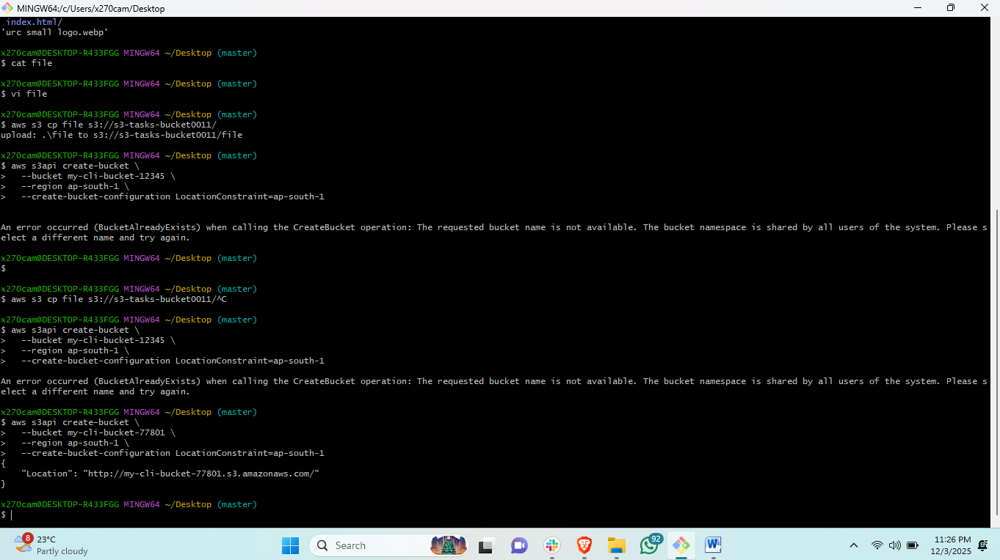 MINGW64:/c/Users/x270cam/Desktop
index.html/
'urc small logo.webp'
x270cam@DESKTOP-R433FGG MINGW64 ~/Desktop (master)
$ cat file
x270cam@DESKTOP-R433FGG MINGW64 ~/Desktop (master)
$ vi file
x270cam@DESKTOP-R433FGG MINGW64 ~/Desktop (master)
$ aws s3 cp file s3://s3-tasks-bucket0011/
upload: .\file to s3://s3-tasks-bucket0011/file
x270cam@DESKTOP-R433FGG MINGW64 ~/Desktop (master)
$ aws s3api create-bucket \
>   --bucket my-cli-bucket-12345 \
>   --region ap-south-1 \
>   --create-bucket-configuration LocationConstraint=ap-south-1
An error occurred (BucketAlreadyExists) when calling the CreateBucket operation: The requested bucket name is not available. The bucket namespace is shared by all users of the system. Please s
elect a different name and try again.
x270cam@DESKTOP-R433FGG MINGW64 ~/Desktop (master)
$
x270cam@DESKTOP-R433FGG MINGW64 ~/Desktop (master)
$ aws s3 cp file s3://s3-tasks-bucket0011/^C
x270cam@DESKTOP-R433FGG MINGW64 ~/Desktop (master)
$ aws s3api create-bucket \
>   --bucket my-cli-bucket-12345 \
>   --region ap-south-1 \
>   --create-bucket-configuration LocationConstraint=ap-south-1
An error occurred (BucketAlreadyExists) when calling the CreateBucket operation: The requested bucket name is not available. The bucket namespace is shared by all users of the system. Please s
elect a different name and try again.
x270cam@DESKTOP-R433FGG MINGW64 ~/Desktop (master)
$ aws s3api create-bucket \
>   --bucket my-cli-bucket-77801 \
>   --region ap-south-1 \
>   --create-bucket-configuration LocationConstraint=ap-south-1
{
    "Location": "http://my-cli-bucket-77801.s3.amazonaws.com/"
}
x270cam@DESKTOP-R433FGG MINGW64 ~/Desktop (master)
$
8
23°C
Partly cloudy
Search
92
W
11:26 PM
12/3/2025